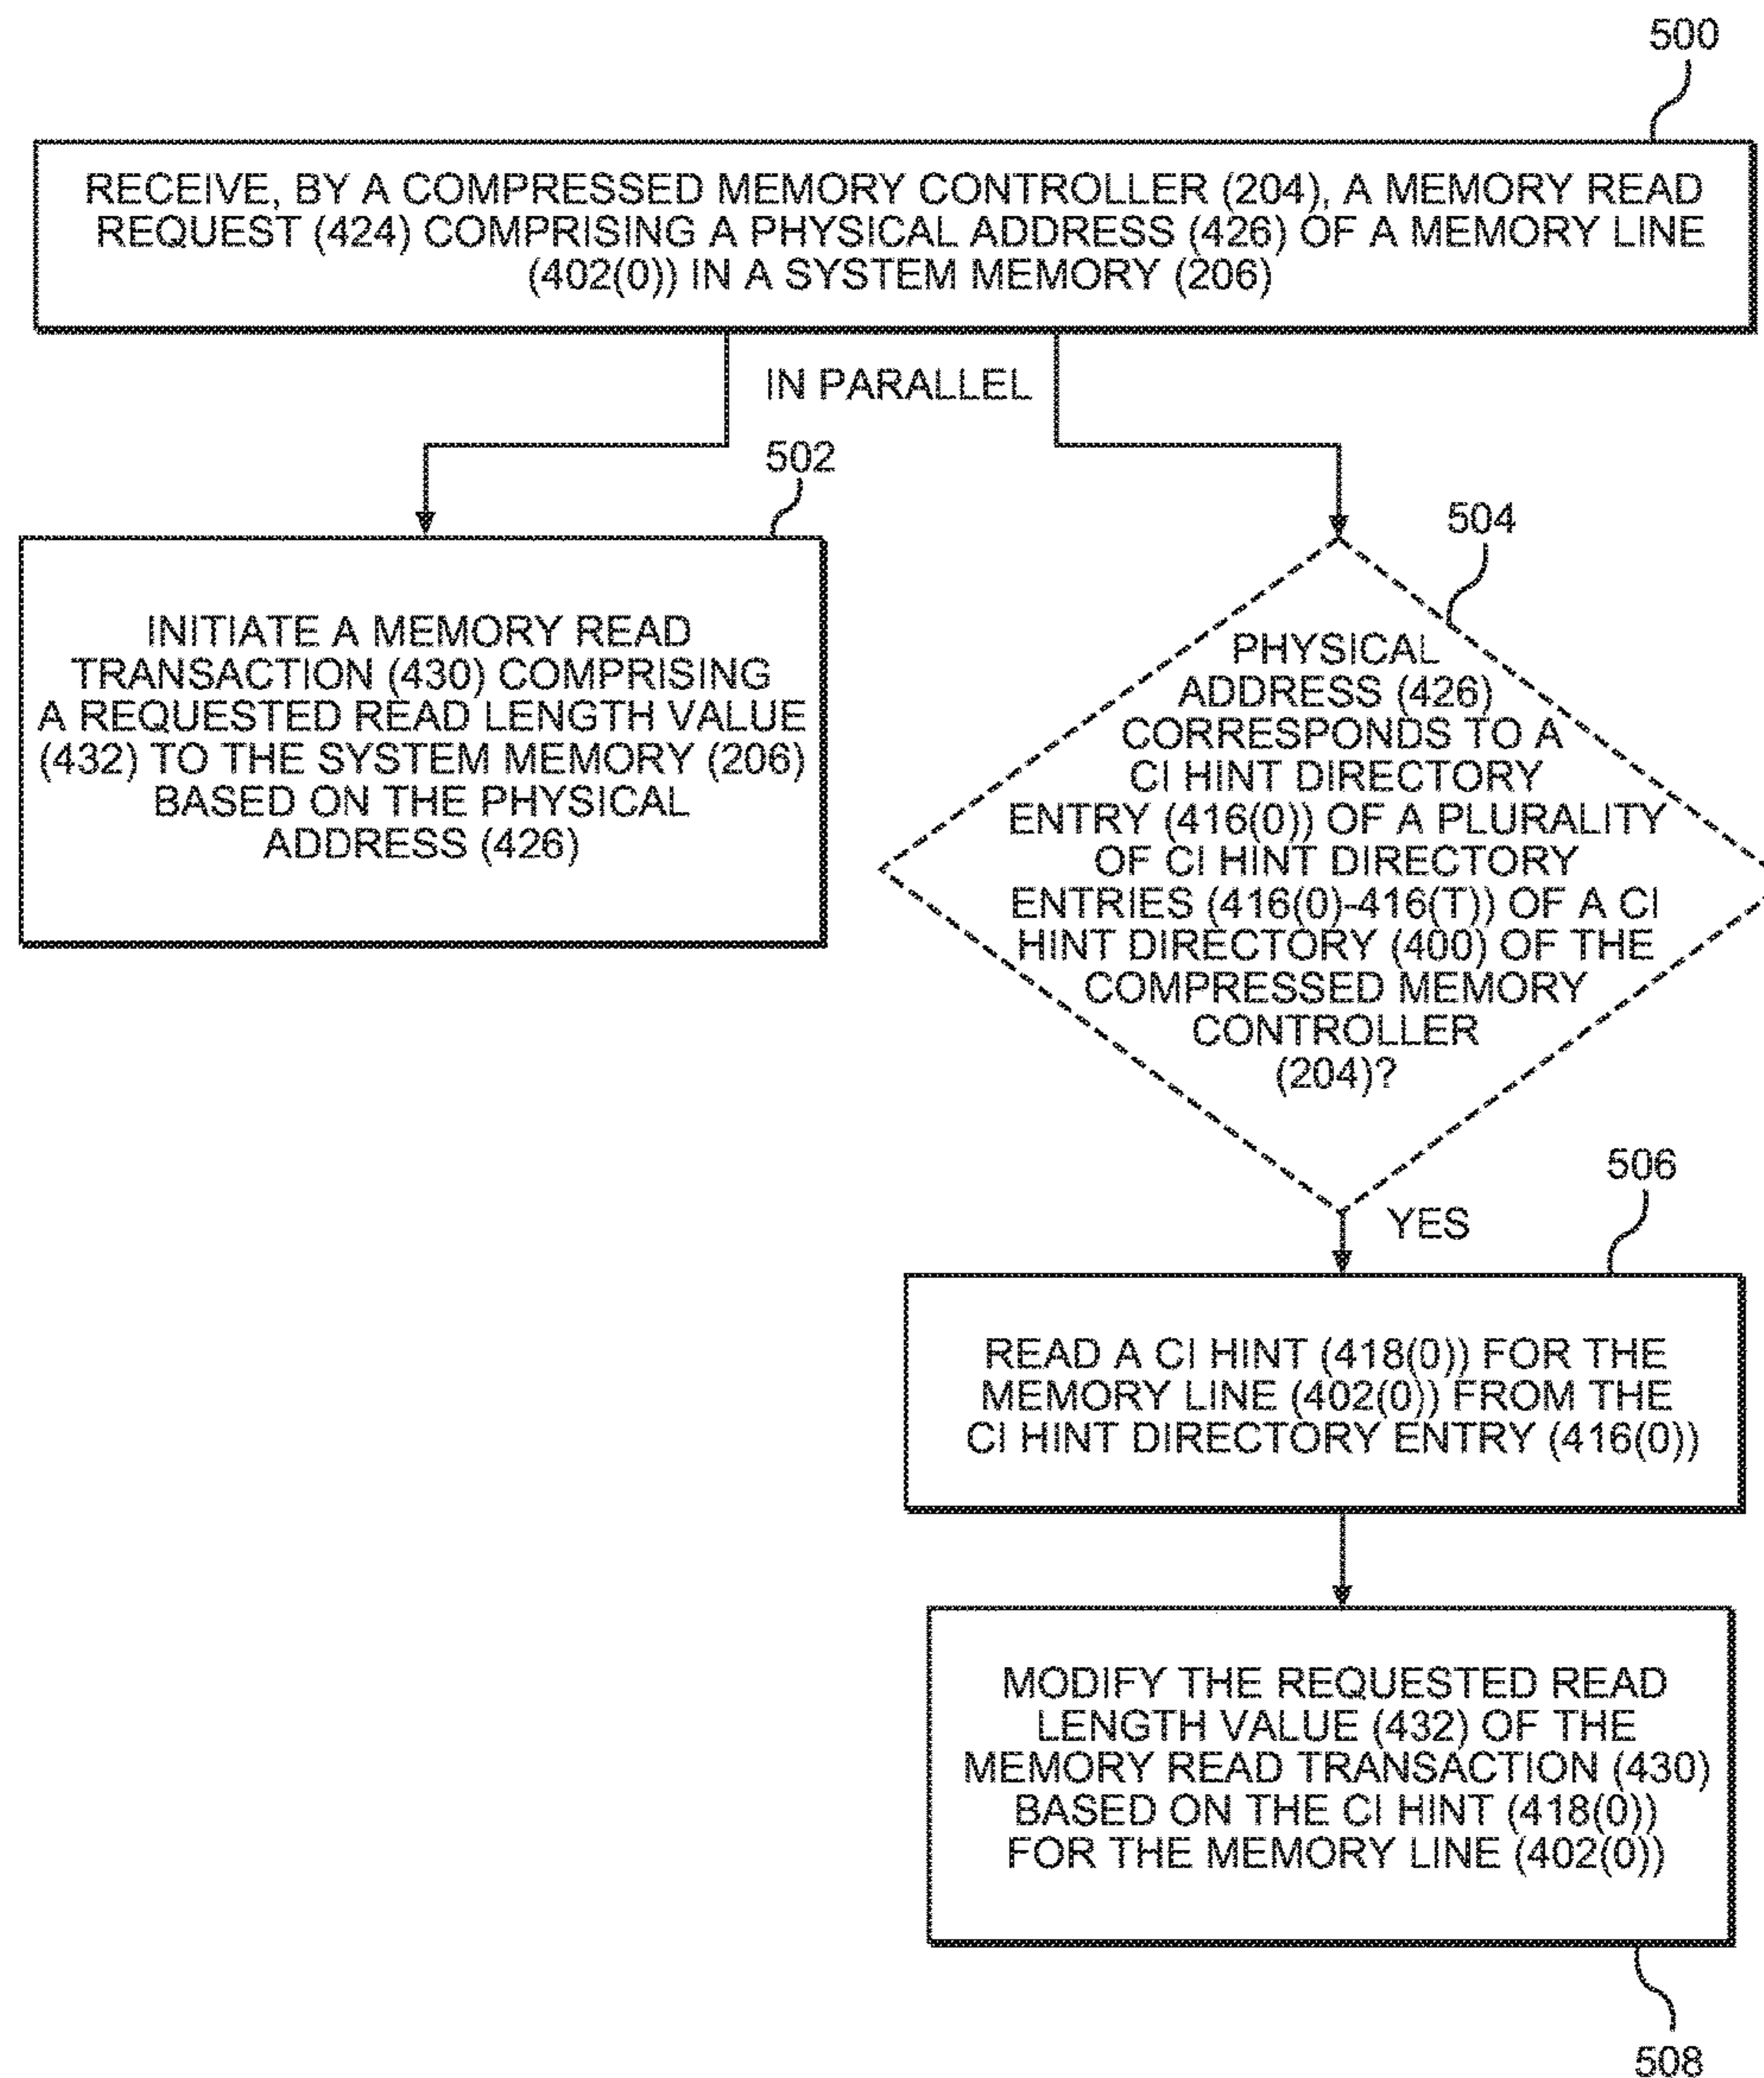 500
RECEIVE, BY A COMPRESSED MEMORY CONTROLLER (204), A MEMORY READ
REQUEST (424) COMPRISING A PHYSICAL ADDRESS (426) OF A MEMORY LINE
(402(0)) IN A SYSTEM MEMORY (206)
IN PARALLEL
502
INITIATE A MEMORY READ
TRANSACTION (430) COMPRISING
A REQUESTED READ LENGTH VALUE
(432) TO THE SYSTEM MEMORY (206)
BASED ON THE PHYSICAL
ADDRESS (426)
504
PHYSICAL
ADDRESS (426)
CORRESPONDS TO A
CI HINT DIRECTORY
ENTRY (416(0)) OF A PLURALITY
OF CI HINT DIRECTORY
ENTRIES (416(0)-416(T)) OF A CI
HINT DIRECTORY (400) OF THE
COMPRESSED MEMORY
CONTROLLER
(204)?
YES
506
READ A CI HINT (418(0)) FOR THE
MEMORY LINE (402(0)) FROM THE
CI HINT DIRECTORY ENTRY (416(0))
MODIFY THE REQUESTED READ
LENGTH VALUE (432) OF THE
MEMORY READ TRANSACTION (430)
BASED ON THE CI HINT (418(0))
FOR THE MEMORY LINE (402(0))
508